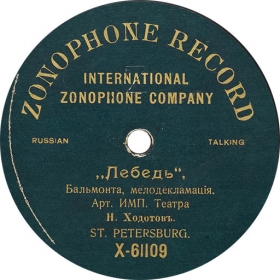 ZONOPHONE RECORD
INTERNATIONAL
ZONOPHONE COMPANY
RUSSIAN TALKING
„Лебедь“,
Бальмонта, мелодекламація.
Арт. ИМП. Театра
Н. Ходотовъ.
ST. PETERSBURG.
X-61109